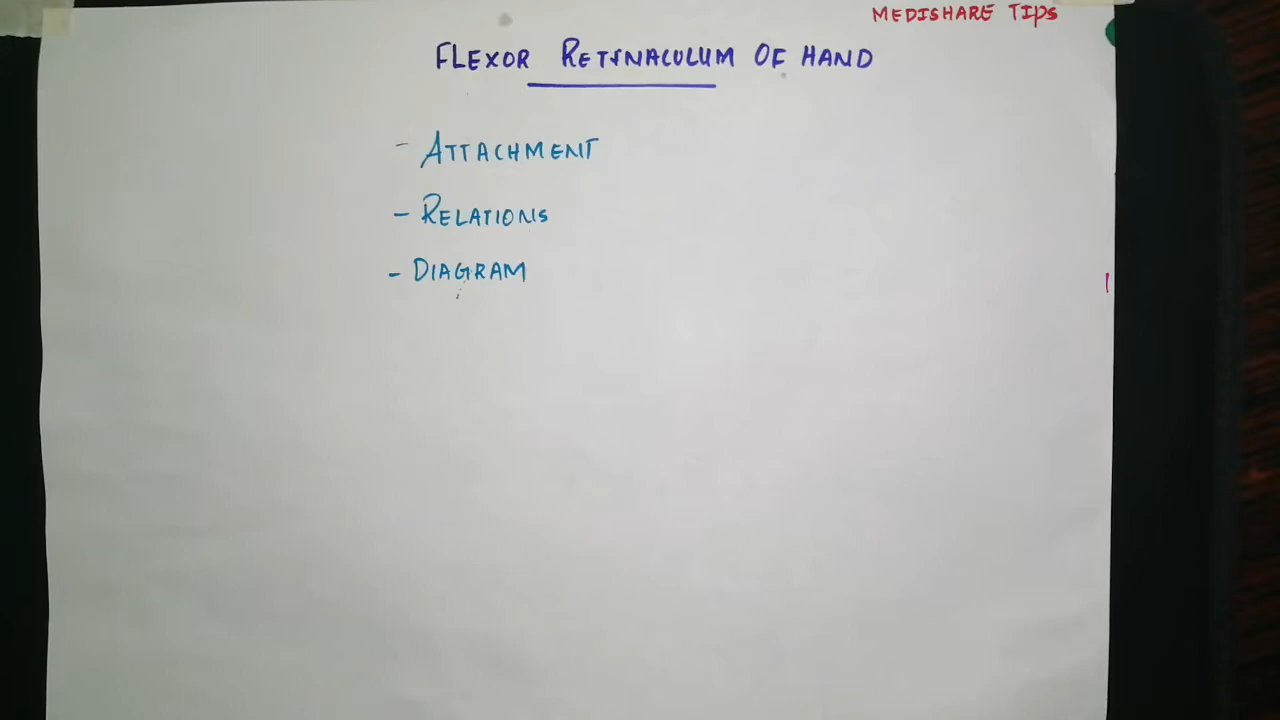 MEDISHARE TIPS
FLEXOR RETINACULUM OF HAND
- ATTACHMENT
- RELATIONS
- DIAGRAM